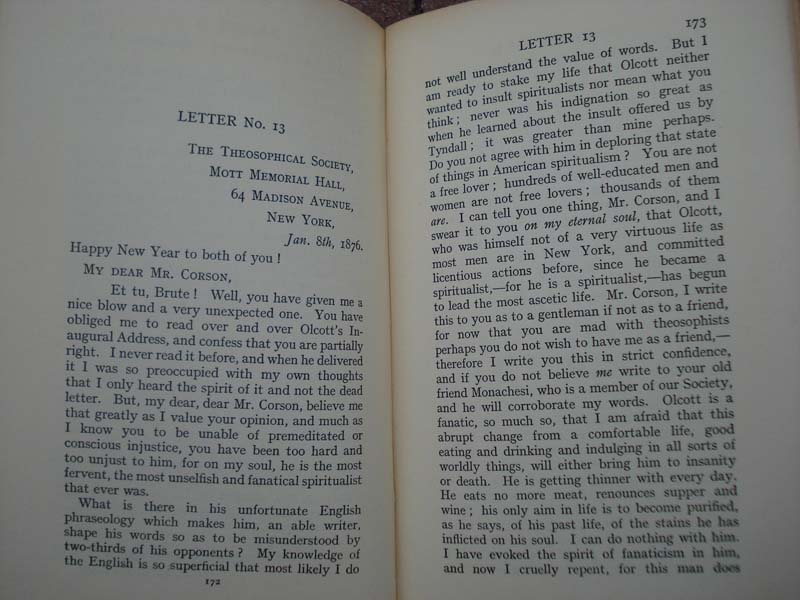 LETTER No. 13
THE THEOSOPHICAL SOCIETY,
MOTT MEMORIAL HALL,
64 MADISON AVENUE,
NEW YORK,
Jan. 8th, 1876.
Happy New Year to both of you !
MY DEAR MR. CORSON,
Et tu, Brute ! Well, you have given me a
nice blow and a very unexpected one. You have
obliged me to read over and over Olcott's In-
augural Address, and confess that you are partially
right. I never read it before, and when he delivered
it I was so preoccupied with my own thoughts
that I only heard the spirit of it and not the dead
letter. But, my dear, dear Mr. Corson, believe me
that greatly as I value your opinion, and much as
I know you to be unable of premeditated or
conscious injustice, you have been too hard and
too unjust to him, for on my soul, he is the most
fervent, the most unselfish and fanatical spiritualist
that ever was.
What is there in his unfortunate English
phraseology which makes him, an able writer,
shape his words so as to be misunderstood by
two-thirds of his opponents ? My knowledge of
the English is so superficial that most likely I do
172
LETTER 13
173
not well understand the value of words. But I
am ready to stake my life that Olcott neither
wanted to insult spiritualists nor mean what you
think ; never was his indignation so great as
when he learned about the insult offered us by
Tyndall ; it was greater than mine perhaps.
Do you not agree with him in deploring that state
of things in American spiritualism ? You are not
a free lover ; hundreds of well-educated men and
women are not free lovers ; thousands of them
are. I can tell you one thing, Mr. Corson, and I
swear it to you on my eternal soul, that Olcott,
who was himself not of a very virtuous life as
most men are in New York, and committed
licentious actions before, since he became a
spiritualist,—for he is a spiritualist,—has begun
to lead the most ascetic life. Mr. Corson, I write
this to you as to a gentleman if not as to a friend,
for now that you are mad with theosophists
perhaps you do not wish to have me as a friend,—
therefore I write you this in strict confidence,
and if you do not believe me write to your old
friend Monachesi, who is a member of our Society,
and he will corroborate my words. Olcott is a
fanatic, so much so, that I am afraid that this
abrupt change from a comfortable life, good
eating and drinking and indulging in all sorts of
worldly things, will either bring him to insanity
or death. He is getting thinner with every day.
He eats no more meat, renounces supper and
wine ; his only aim in life is to become purified,
as he says, of his past life, of the stains he has
inflicted on his soul. I can do nothing with him.
I have evoked the spirit of fanaticism in him,
and now I cruelly repent, for this man does